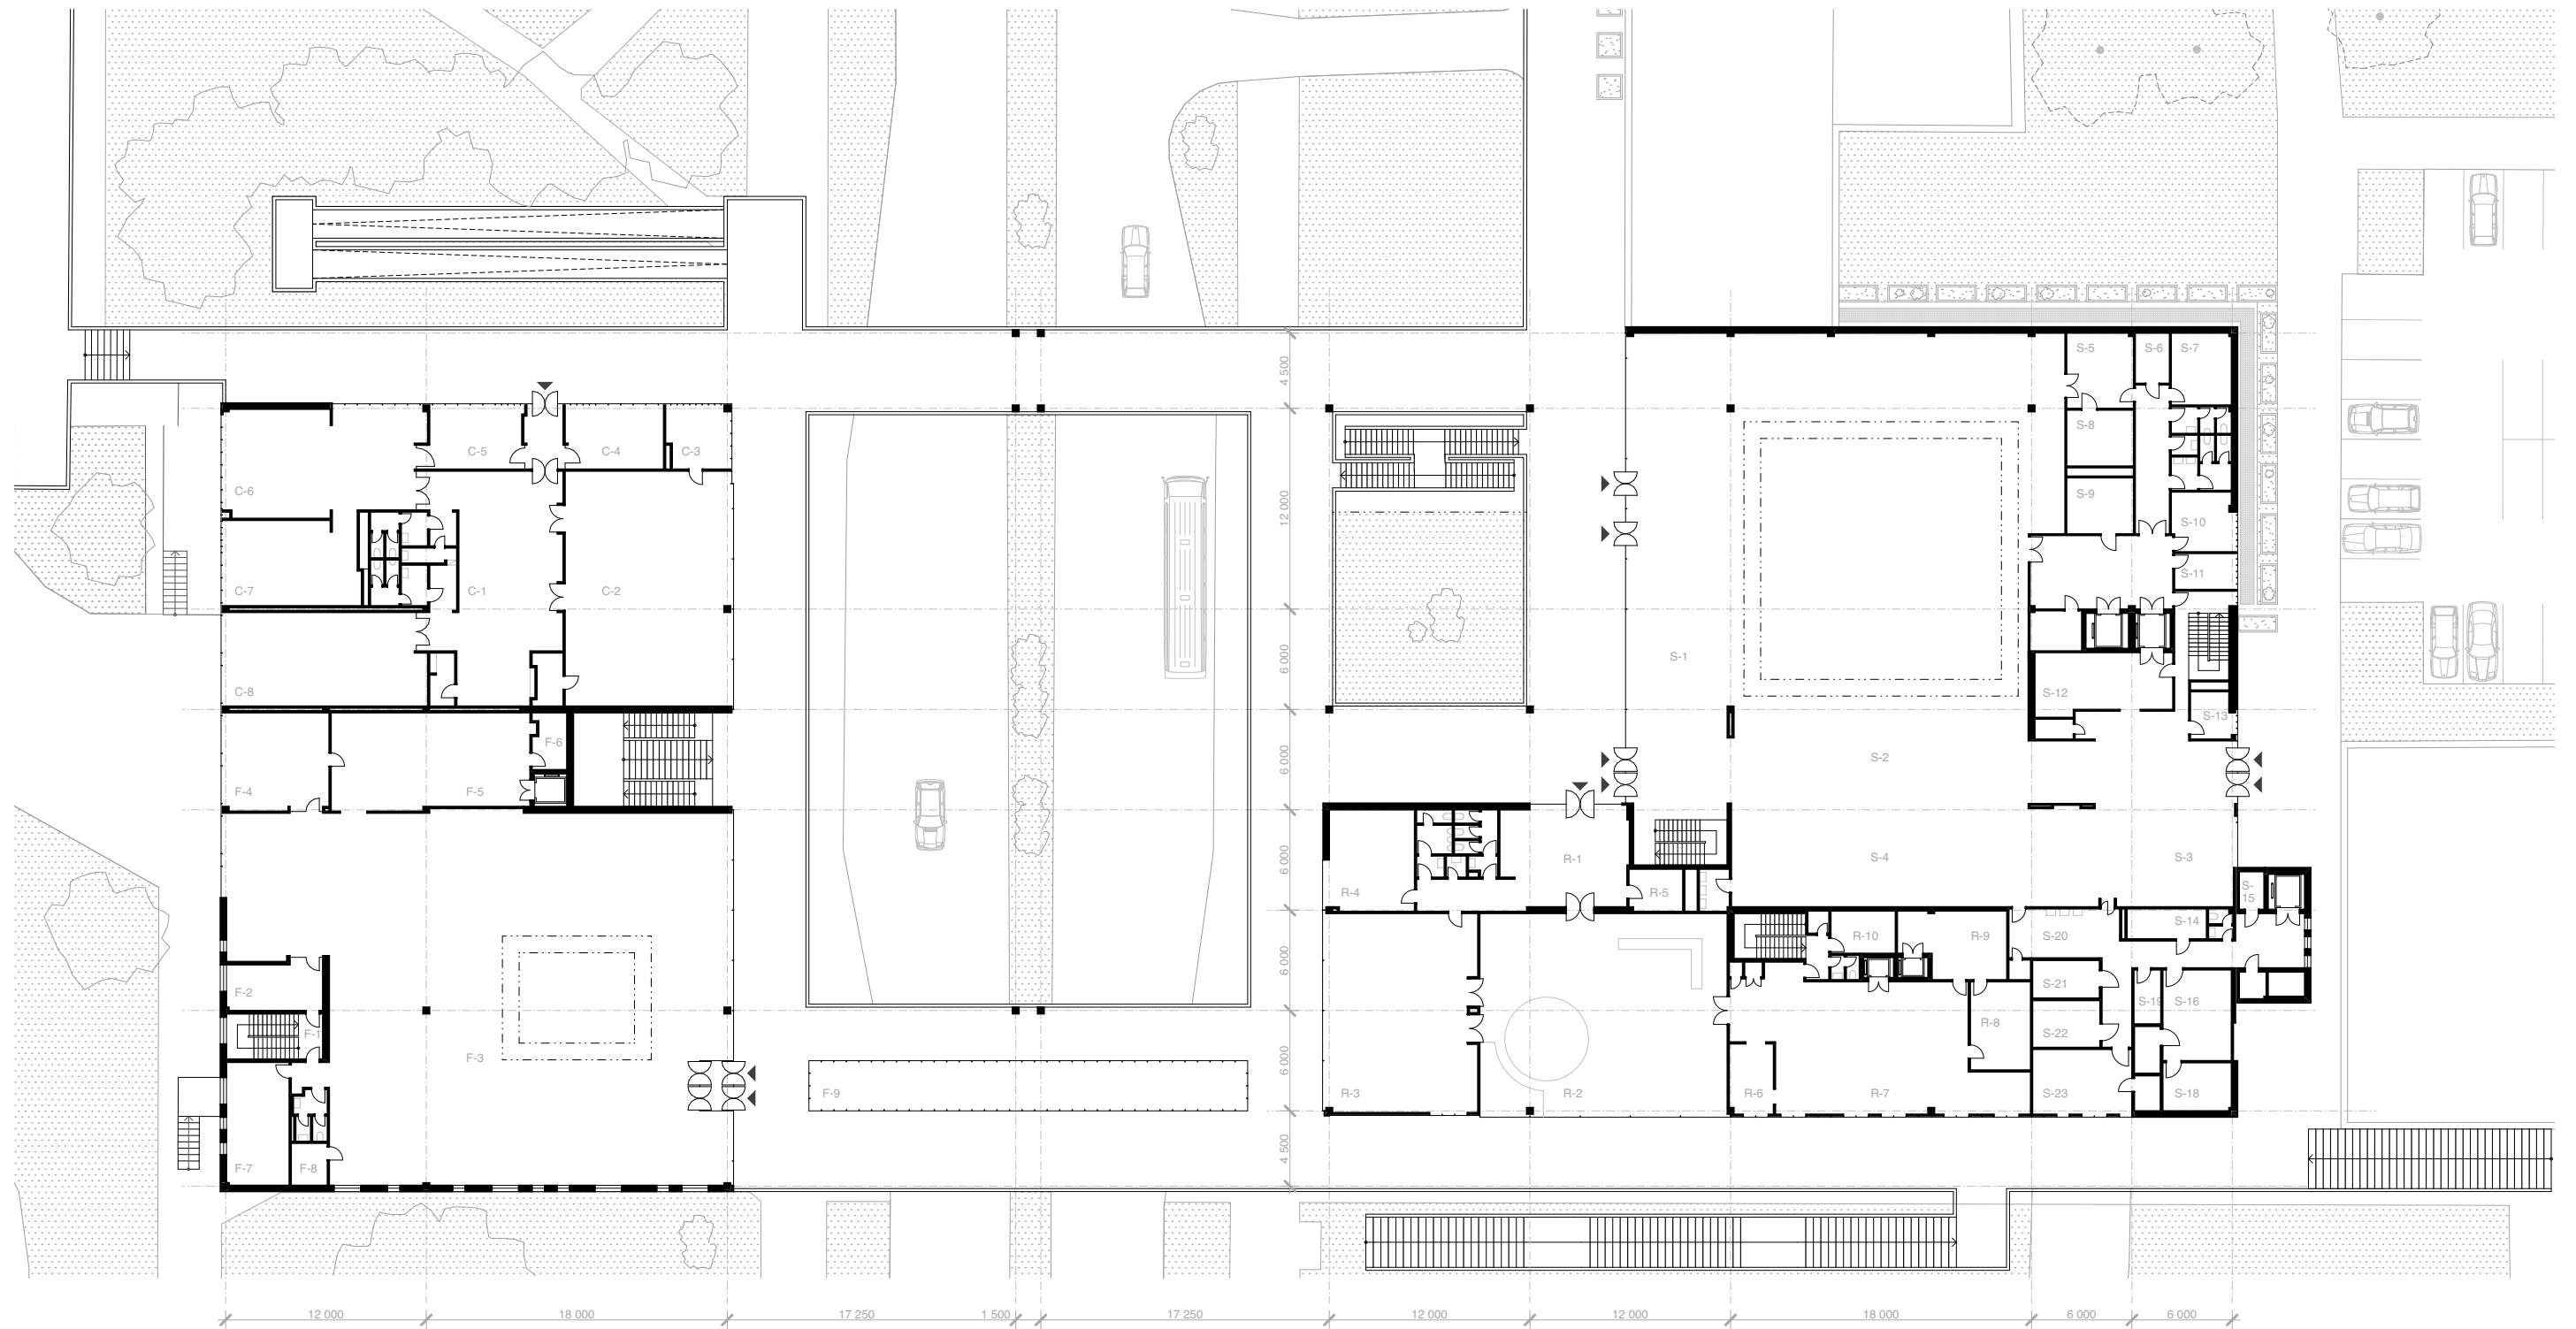 S-5
S-6
S-7
4 500
C-5
C-4
C-3
S-8
C-6
S-9
12 000
S-10
S-11
C-7
C-1
C-2
S-1
6 000
C-8
S-12
S-13
F-6
S-2
6 000
F-4
F-5
R-1
S-4
S-3
6 000
R-4
R-5
S-
15
S-14
R-10
R-9
S-20
6 000
F-2
S-21
S-19
S-16
R-8
F-1
S-22
F-3
6 000
F-9
R-3
R-2
R-6
R-7
S-23
S-18
4 500
F-7
F-8
12 000
18 000
17 250
1 500
17 250
12 000
12 000
18 000
6 000
6 000